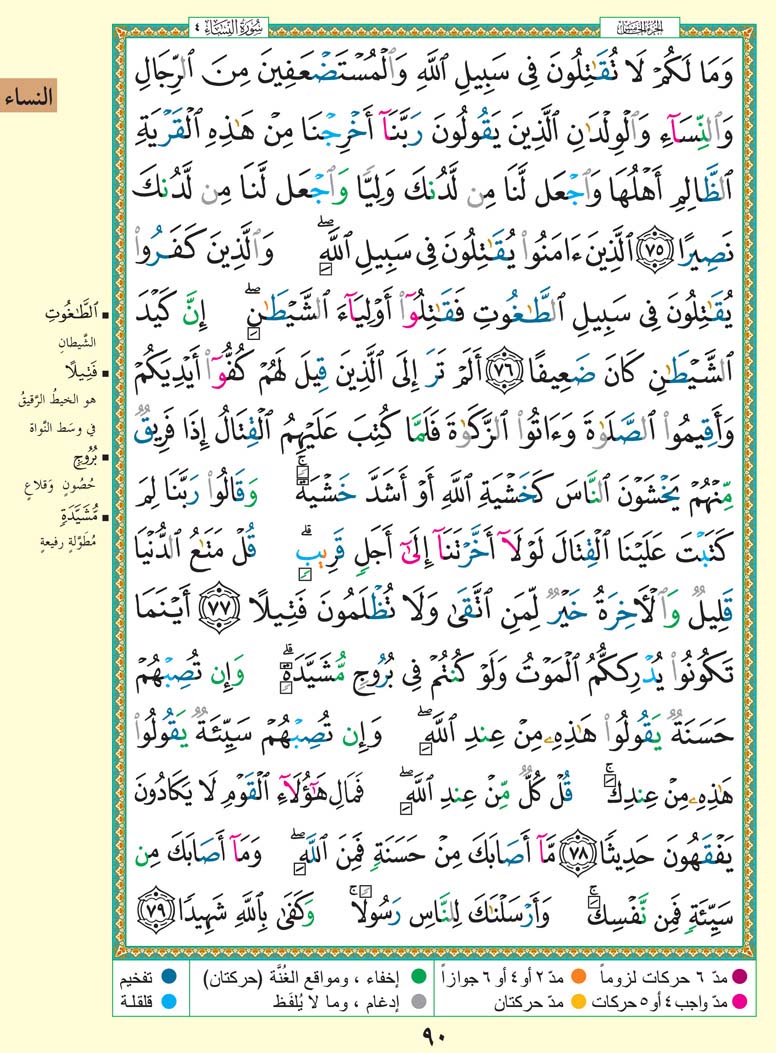 الجزء الخامس
سورة النساء ٤
وَمَا لَكُمْ لَا تُقَـٰتِلُونَ فِى سَبِيلِ ٱللَّهِ وَٱلْمُسْتَضْعَفِينَ مِنَ ٱلرِّجَالِ
وَٱلنِّسَآءِ وَٱلْوِلْدَٰنِ ٱلَّذِينَ يَقُولُونَ رَبَّنَآ أَخْرِجْنَا مِنْ هَـٰذِهِ ٱلْقَرْيَةِ
ٱلظَّالِمِ أَهْلُهَا وَٱجْعَل لَّنَا مِن لَّدُنكَ وَلِيًّا وَٱجْعَل لَّنَا مِن لَّدُنكَ
نَصِيرًا ٧٥ ٱلَّذِينَ ءَامَنُوا۟ يُقَـٰتِلُونَ فِى سَبِيلِ ٱللَّهِ ۖ وَٱلَّذِينَ كَفَرُوا۟
يُقَـٰتِلُونَ فِى سَبِيلِ ٱلطَّـٰغُوتِ فَقَـٰتِلُوٓا۟ أَوْلِيَآءَ ٱلشَّيْطَـٰنِ ۖ إِنَّ كَيْدَ
ٱلشَّيْطَـٰنِ كَانَ ضَعِيفًا ٧٦ أَلَمْ تَرَ إِلَى ٱلَّذِينَ قِيلَ لَهُمْ كُفُّوٓا۟ أَيْدِيَكُمْ
وَأَقِيمُوا۟ ٱلصَّلَوٰةَ وَءَاتُوا۟ ٱلزَّكَوٰةَ فَلَمَّا كُتِبَ عَلَيْهِمُ ٱلْقِتَالُ إِذَا فَرِيقٌ
مِّنْهُمْ يَخْشَوْنَ ٱلنَّاسَ كَخَشْيَةِ ٱللَّهِ أَوْ أَشَدَّ خَشْيَةً ۚ وَقَالُوا۟ رَبَّنَا لِمَ
كَتَبْتَ عَلَيْنَا ٱلْقِتَالَ لَوْلَآ أَخَّرْتَنَآ إِلَىٰٓ أَجَلٍ قَرِيبٍ ۗ قُلْ مَتَـٰعُ ٱلدُّنْيَا
قَلِيلٌ وَٱلْـَٔاخِرَةُ خَيْرٌ لِّمَنِ ٱتَّقَىٰ وَلَا تُظْلَمُونَ فَتِيلًا ٧٧ أَيْنَمَا
تَكُونُوا۟ يُدْرِككُّمُ ٱلْمَوْتُ وَلَوْ كُنتُمْ فِى بُرُوجٍ مُّشَيَّدَةٍ ۗ وَإِن تُصِبْهُمْ
حَسَنَةٌ يَقُولُوا۟ هَـٰذِهِۦ مِنْ عِندِ ٱللَّهِ ۖ وَإِن تُصِبْهُمْ سَيِّئَةٌ يَقُولُوا۟
هَـٰذِهِۦ مِنْ عِندِكَ ۚ قُلْ كُلٌّ مِّنْ عِندِ ٱللَّهِ ۖ فَمَالِ هَـٰٓؤُلَآءِ ٱلْقَوْمِ لَا يَكَادُونَ
يَفْقَهُونَ حَدِيثًا ٧٨ مَّآ أَصَابَكَ مِنْ حَسَنَةٍ فَمِنَ ٱللَّهِ ۖ وَمَآ أَصَابَكَ مِن
سَيِّئَةٍ فَمِن نَّفْسِكَ ۚ وَأَرْسَلْنَـٰكَ لِلنَّاسِ رَسُولًا ۚ وَكَفَىٰ بِٱللَّهِ شَهِيدًا ٧٩
النساء
■ ٱلطَّـٰغُوتِ
الشَّيطانِ
■ فَتِيلًا
هو الخيطُ الرَّقيقُ
في وسَط النَّواة
■ بُرُوجٍ
حُصُونٍ وَقلاعٍ
■ مُّشَيَّدَةٍ
مُطَوَّلةٍ رفيعةٍ
مدّ ٦ حركات لزوماً
مدّ ٢ أو ٤ أو ٦ جوازاً
إخفاء ، ومواقع الغُنَّة (حركتان)
تفخيم
مدّ واجب ٤ أو ٥ حركات
مدّ حركتان
إدغام ، وما لا يُلفَظ
قلقلة
٩٠